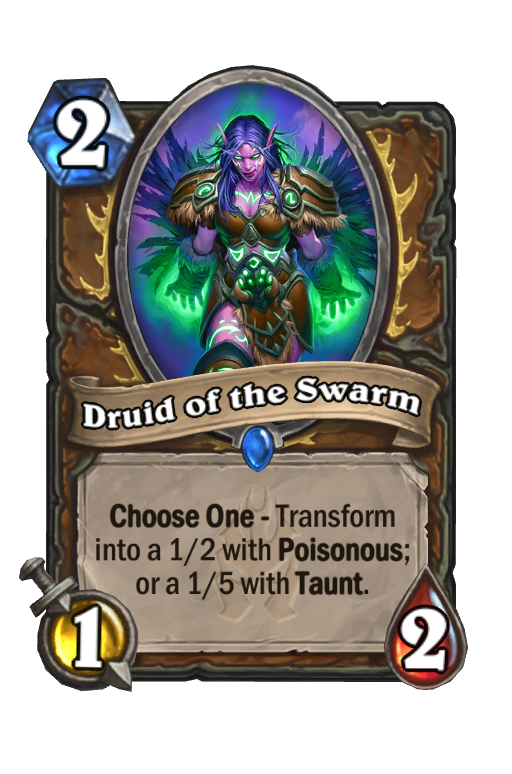 2
Druid of the Swarm
Choose One - Transform
into a 1/2 with Poisonous;
or a 1/5 with Taunt.
1
2